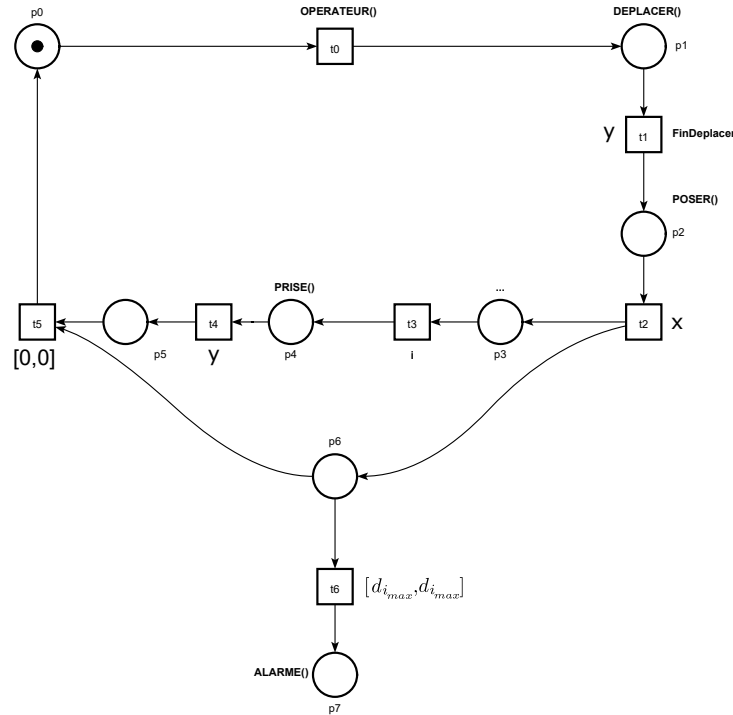 p0
OPERATEUR()
DEPLACER()
t0
p1
y
t1
FinDeplacer
POSER()
p2
PRISE()
...
t5
t4
t3
t2
x
[0,0]
p5
y
p4
i
p3
p6
t6
[d_{i_{max}},d_{i_{max}}]
ALARME()
p7